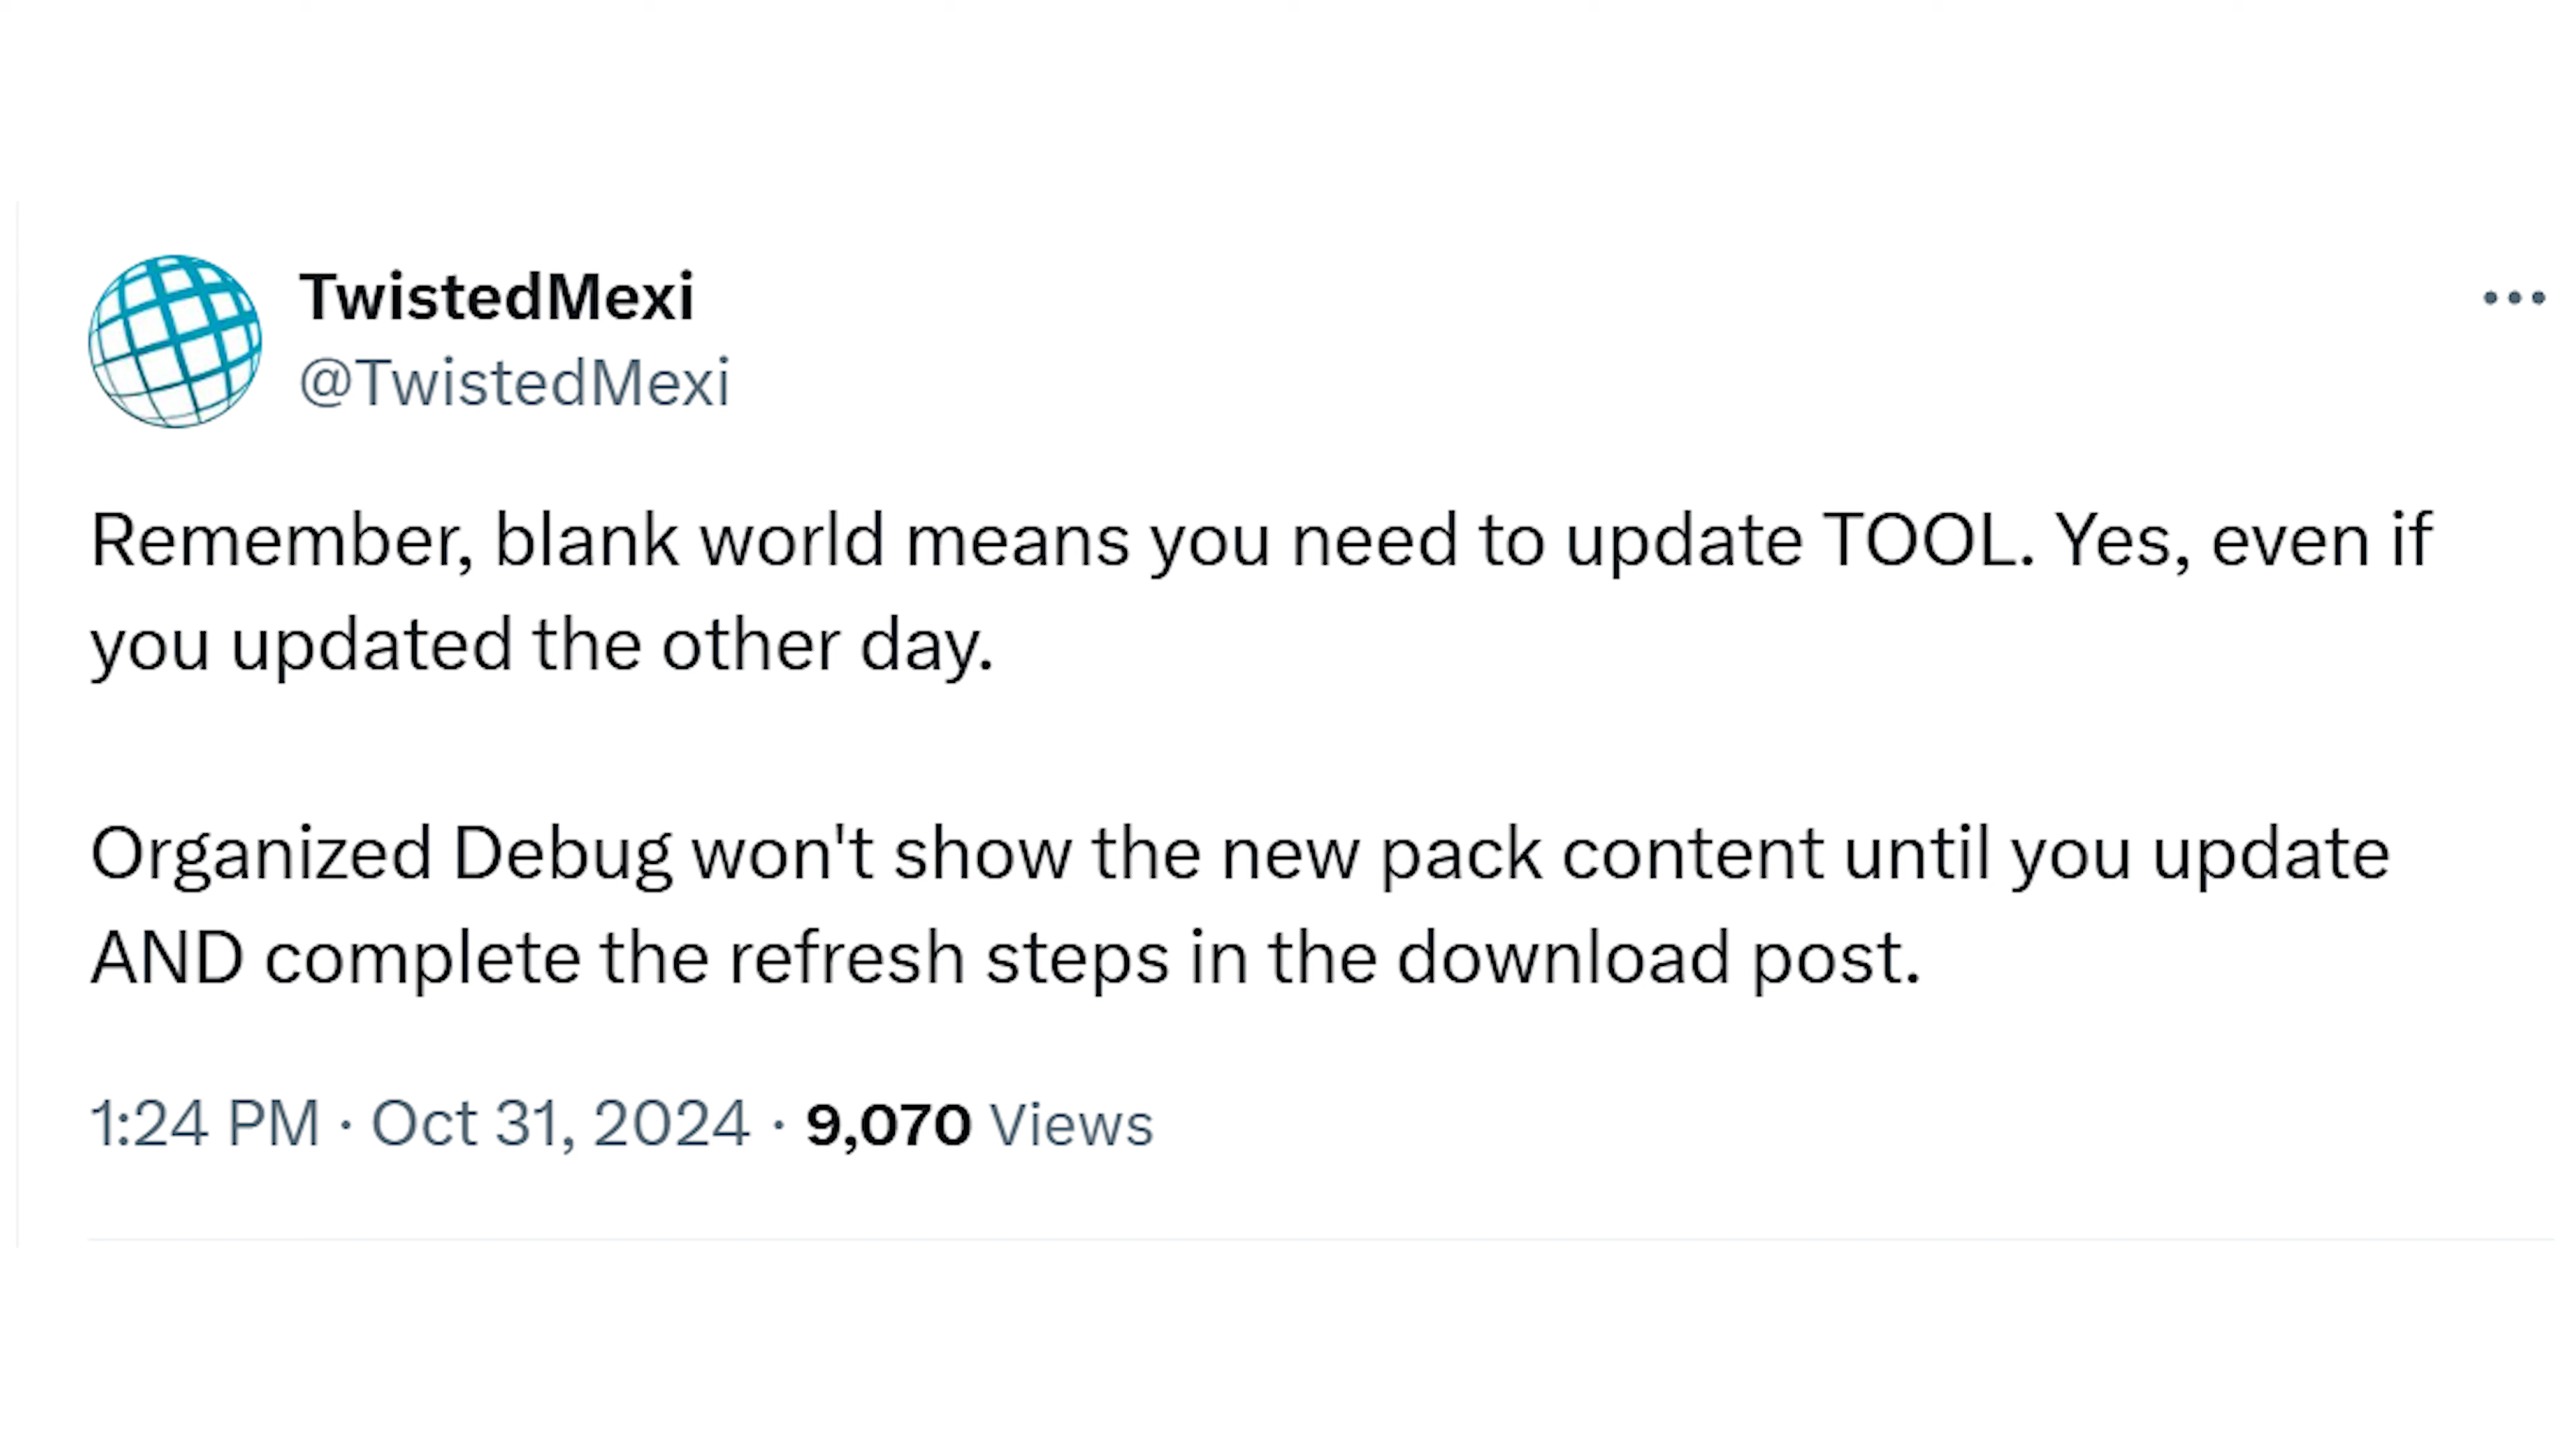 TwistedMexi
@TwistedMexi
Remember, blank world means you need to update TOOL. Yes, even if
you updated the other day.
Organized Debug won't show the new pack content until you update
AND complete the refresh steps in the download post.
1:24 PM · Oct 31, 2024 · 9,070 Views